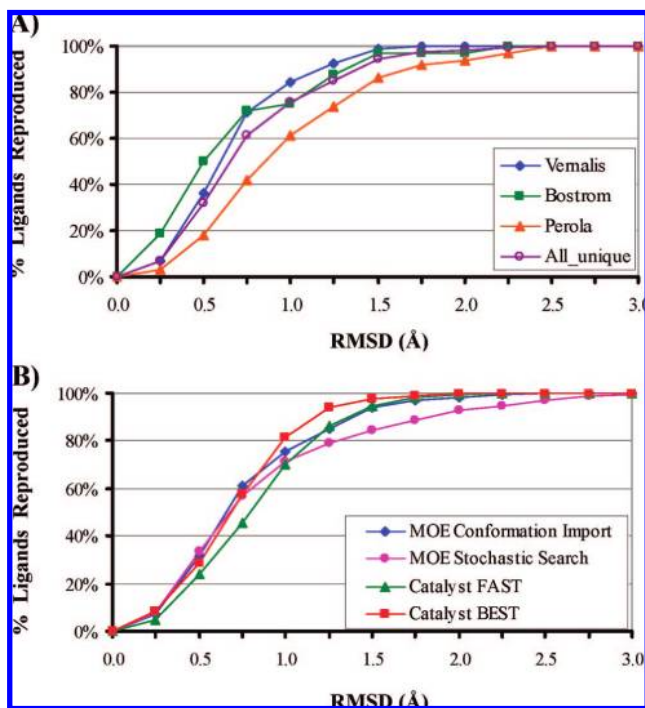 A)
100%
80%
60%
40%
20%
0%
% Ligands Reproduced
Vernalis
Bostrom
Perola
All_unique
0.0 0.5 1.0 1.5 2.0 2.5 3.0
RMSD (Å)
B)
100%
80%
60%
40%
20%
0%
% Ligands Reproduced
MOE Conformation Import
MOE Stochastic Search
Catalyst FAST
Catalyst BEST
0.0 0.5 1.0 1.5 2.0 2.5 3.0
RMSD (Å)